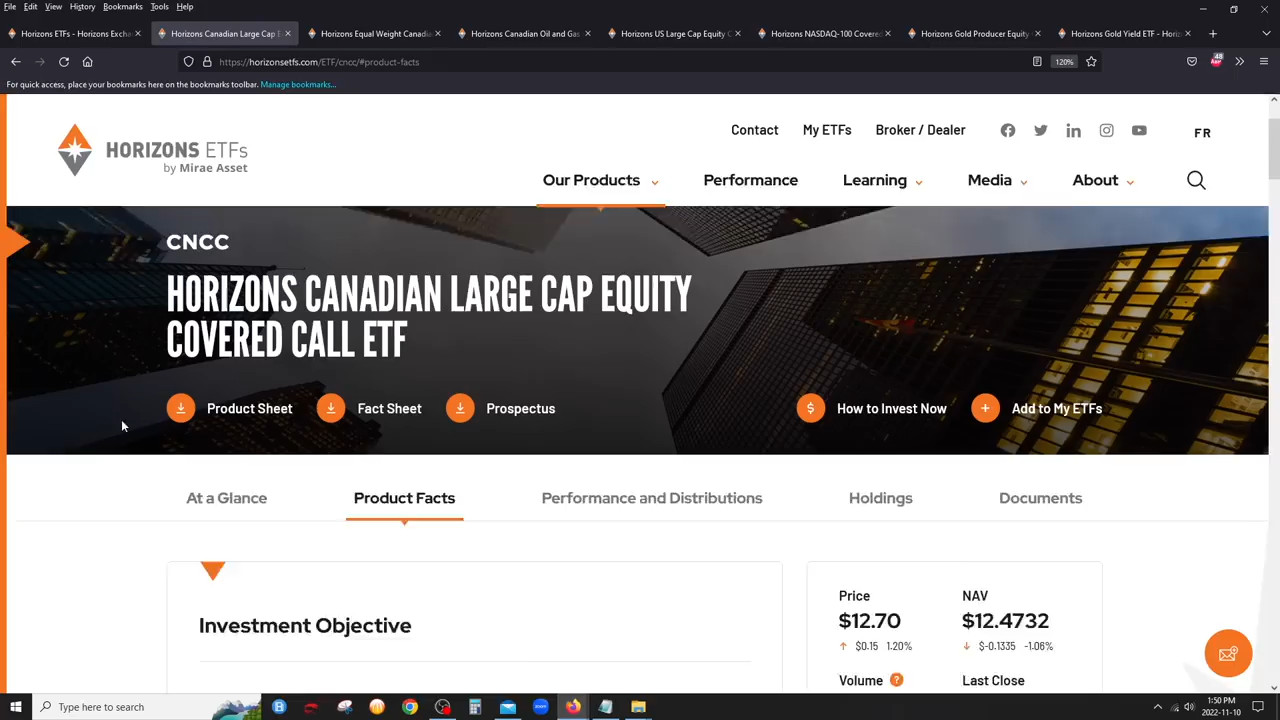 File Edit View History Bookmarks Tools Help
Horizons ETFs - Horizons Exchan
Horizons Canadian Large Cap E
Horizons Equal Weight Canadia
Horizons Canadian Oil and Gas
Horizons US Large Cap Equity C
Horizons NASDAQ-100 Covered
Horizons Gold Producer Equity
Horizons Gold Yield ETF - Horiz
https://horizonsetfs.com/ETF/cncc/#product-facts
120%
For quick access, place your bookmarks here on the bookmarks toolbar. Manage bookmarks...
Contact My ETFs Broker / Dealer
FR
HORIZONS ETFs
by Mirae Asset
Our Products Performance Learning Media About
CNCC
HORIZONS CANADIAN LARGE CAP EQUITY
COVERED CALL ETF
Product Sheet Fact Sheet Prospectus How to Invest Now Add to My ETFs
At a Glance Product Facts Performance and Distributions Holdings Documents
Investment Objective
Price NAV
$12.70 $12.4732
$0.15 1.20% $-0.1335 -1.06%
Volume ? Last Close
Type here to search
1:50 PM
2022-11-10